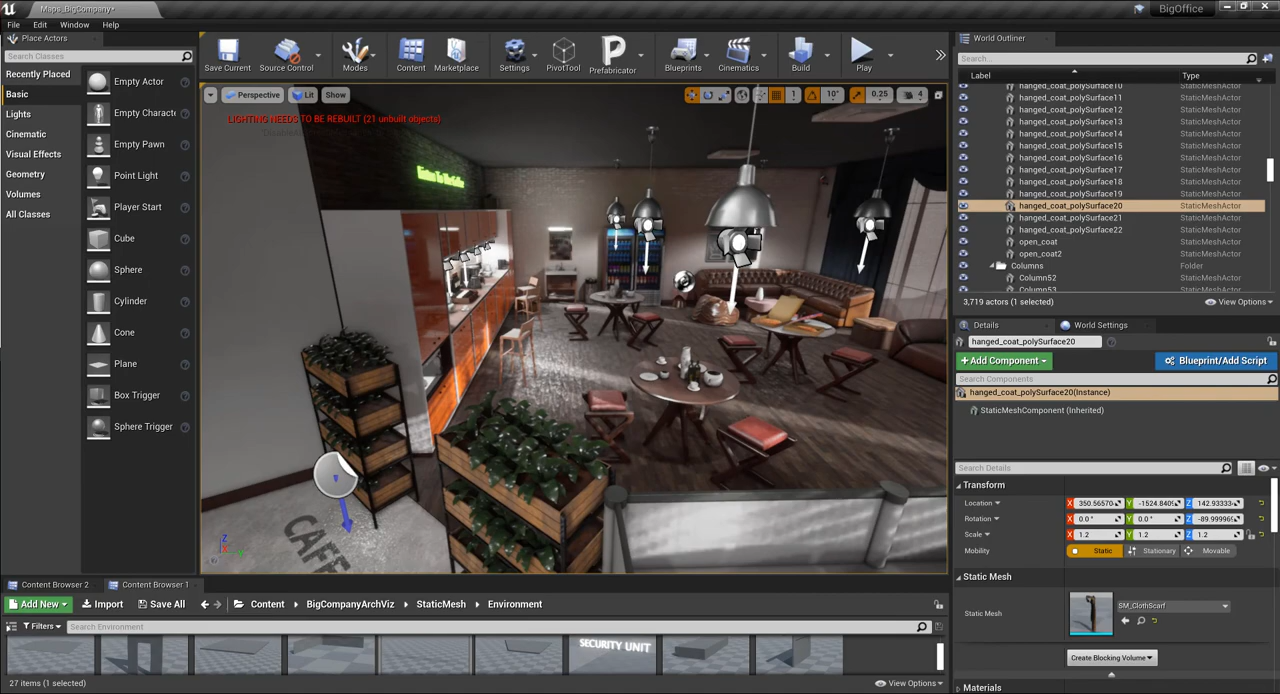 Maps_BigCompany*
BigOffice
File Edit Window Help
Place Actors
Search Classes
Recently Placed
Basic
Lights
Cinematic
Visual Effects
Geometry
Volumes
All Classes
Empty Actor
Empty Characte
Empty Pawn
Point Light
Player Start
Cube
Sphere
Cylinder
Cone
Plane
Box Trigger
Sphere Trigger
Save Current
Source Control
Modes
Content
Marketplace
Settings
PivotTool
Prefabricator
Blueprints
Cinematics
Build
Play
Perspective Lit Show
10° 0.25 4
LIGHTING NEEDS TO BE REBUILT (21 unbuilt objects)
CAFE
World Outliner
Search...
Label Type
hanged_coat_polySurface10 StaticMeshActor
hanged_coat_polySurface11 StaticMeshActor
hanged_coat_polySurface12 StaticMeshActor
hanged_coat_polySurface13 StaticMeshActor
hanged_coat_polySurface14 StaticMeshActor
hanged_coat_polySurface15 StaticMeshActor
hanged_coat_polySurface16 StaticMeshActor
hanged_coat_polySurface17 StaticMeshActor
hanged_coat_polySurface18 StaticMeshActor
hanged_coat_polySurface19 StaticMeshActor
hanged_coat_polySurface20 StaticMeshActor
hanged_coat_polySurface21 StaticMeshActor
hanged_coat_polySurface22 StaticMeshActor
open_coat StaticMeshActor
open_coat2 StaticMeshActor
Columns Folder
Column52 StaticMeshActor
Column53 StaticMeshActor
3,719 actors (1 selected) View Options
Details World Settings
hanged_coat_polySurface20
+Add Component Blueprint/Add Script
Search Components
hanged_coat_polySurface20(Instance)
StaticMeshComponent (Inherited)
Search Details
Transform
Location X 350.56570 Y -1524.8409 Z 142.93333
Rotation X 0.0° Y 0.0° Z -89.99996
Scale X 1.2 Y 1.2 Z 1.2
Mobility Static Stationary Movable
Static Mesh
Static Mesh SM_ClothScarf
Create Blocking Volume
Materials
Content Browser 2 Content Browser 1
Add New Import Save All Content BigCompanyArchViz StaticMesh Environment
Filters Search Environment
SECURITY UNIT
27 items (1 selected) View Options